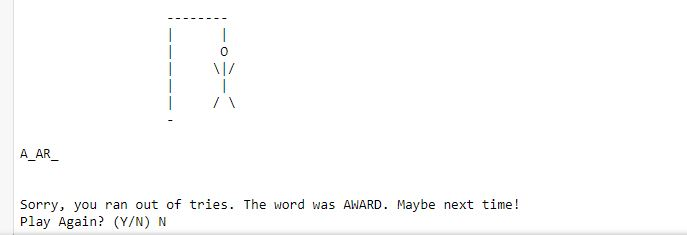 A_AR_
Sorry, you ran out of tries. The word was AWARD. Maybe next time!
Play Again? (Y/N) N